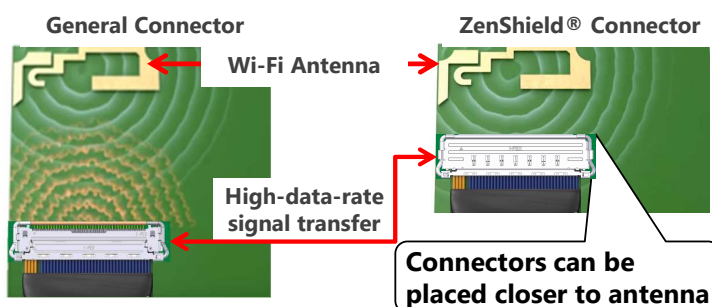 General Connector
ZenShield® Connector
Wi-Fi Antenna
High-data-rate
signal transfer
Connectors can be
placed closer to antenna